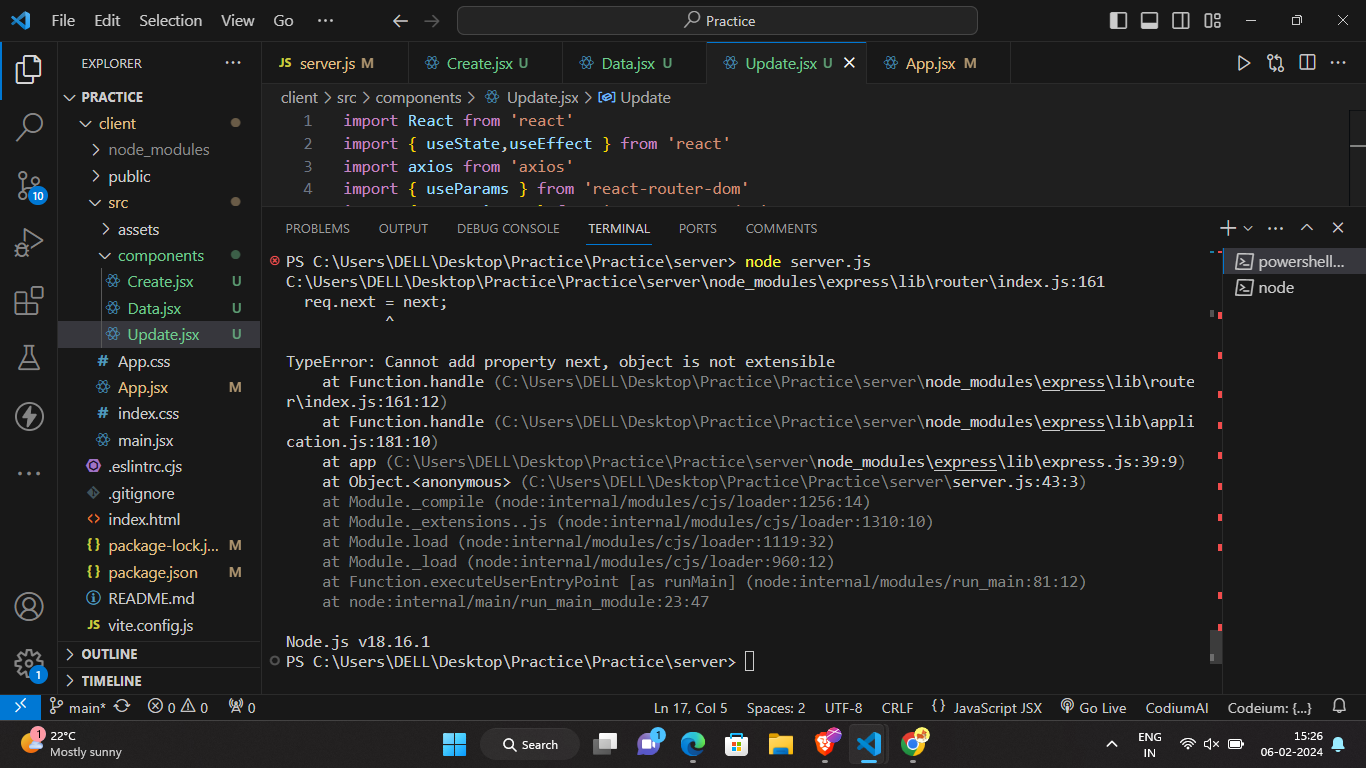 File Edit Selection View Go ··· Practice
EXPLORER ···
PRACTICE
client
node_modules
public
src
assets
components
Create.jsx U
Data.jsx U
Update.jsx U
App.css
App.jsx M
index.css
main.jsx
.eslintrc.cjs
.gitignore
index.html
package-lock.j... M
package.json M
README.md
vite.config.js
OUTLINE
TIMELINE
10
1
JS server.js M Create.jsx U Data.jsx U Update.jsx U App.jsx M
client > src > components > Update.jsx > Update
1 import React from 'react'
2 import { useState,useEffect } from 'react'
3 import axios from 'axios'
4 import { useParams } from 'react-router-dom'
PROBLEMS OUTPUT DEBUG CONSOLE TERMINAL PORTS COMMENTS
PS C:\Users\DELL\Desktop\Practice\Practice\server> node server.js
C:\Users\DELL\Desktop\Practice\Practice\server\node_modules\express\lib\router\index.js:161
req.next = next;
^
TypeError: Cannot add property next, object is not extensible
at Function.handle (C:\Users\DELL\Desktop\Practice\Practice\server\node_modules\express\lib\route
r\index.js:161:12)
at Function.handle (C:\Users\DELL\Desktop\Practice\Practice\server\node_modules\express\lib\appli
cation.js:181:10)
at app (C:\Users\DELL\Desktop\Practice\Practice\server\node_modules\express\lib\express.js:39:9)
at Object.<anonymous> (C:\Users\DELL\Desktop\Practice\Practice\server\server.js:43:3)
at Module._compile (node:internal/modules/cjs/loader:1256:14)
at Module._extensions..js (node:internal/modules/cjs/loader:1310:10)
at Module.load (node:internal/modules/cjs/loader:1119:32)
at Module._load (node:internal/modules/cjs/loader:960:12)
at Function.executeUserEntryPoint [as runMain] (node:internal/modules/run_main:81:12)
at node:internal/main/run_main_module:23:47
Node.js v18.16.1
PS C:\Users\DELL\Desktop\Practice\Practice\server>
powershell...
node
main* 0 0 0 Ln 17, Col 5 Spaces: 2 UTF-8 CRLF {} JavaScript JSX Go Live CodiumAI Codeium: {...}
1 22°C
Mostly sunny
Search
1
ENG
IN
15:26
06-02-2024